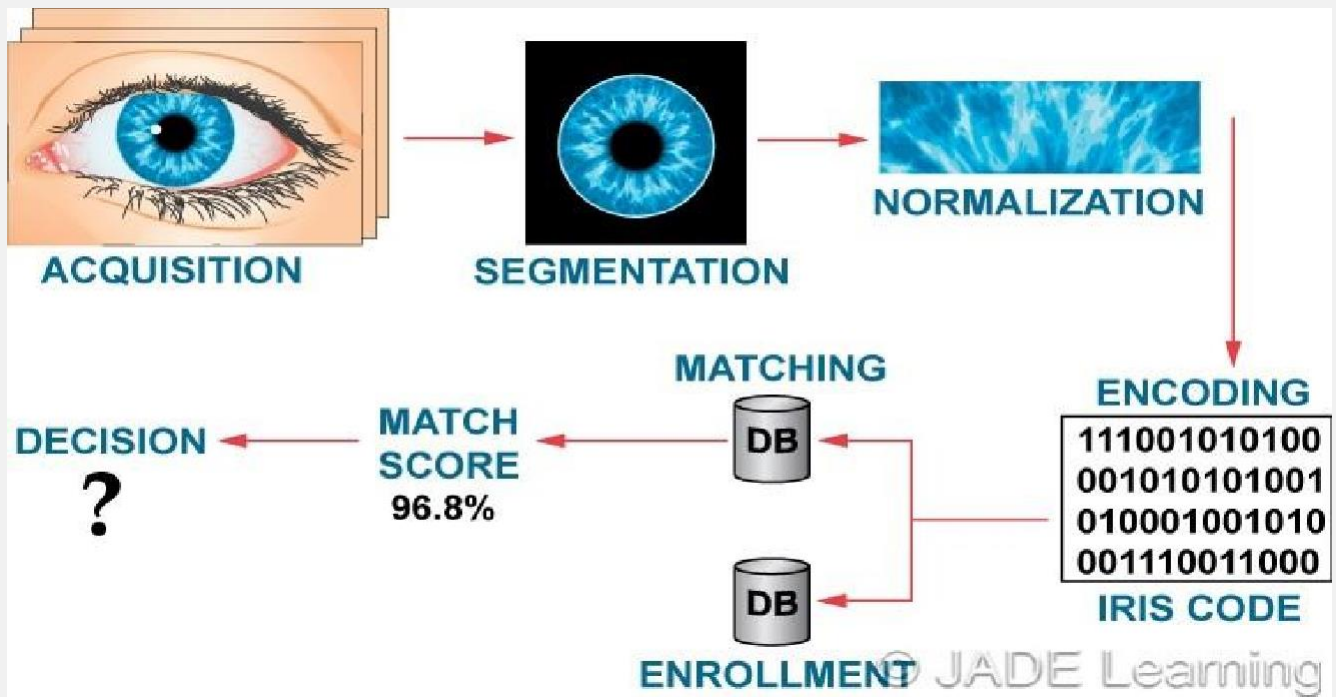 ACQUISITION
SEGMENTATION
NORMALIZATION
ENCODING
111001010100
001010101001
010001001010
001110011000
IRIS CODE
MATCHING
DB
MATCH
SCORE
96.8%
DECISION
?
DB
ENROLLMENT
© JADE Learning